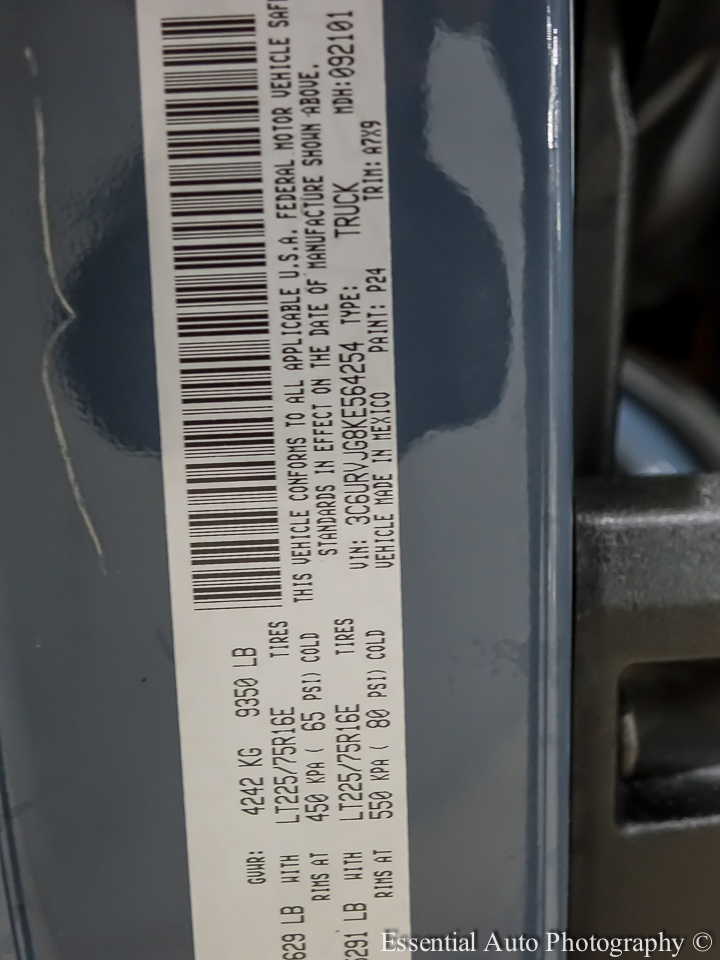 GVWR: 4242 KG 9350 LB
629 LB WITH LT225/75R16E TIRES
RIMS AT 450 KPA ( 65 PSI) COLD
6291 LB WITH LT225/75R16E TIRES
RIMS AT 550 KPA ( 80 PSI) COLD
THIS VEHICLE CONFORMS TO ALL APPLICABLE U.S.A. FEDERAL MOTOR VEHICLE SAF
STANDARDS IN EFFECT ON THE DATE OF MANUFACTURE SHOWN ABOVE.
VIN: 3C6URVJG8KE564254 TYPE: TRUCK MDH:092101
VEHICLE MADE IN MEXICO PAINT: P24 TRIM: A7X9
Essential Auto Photography ©